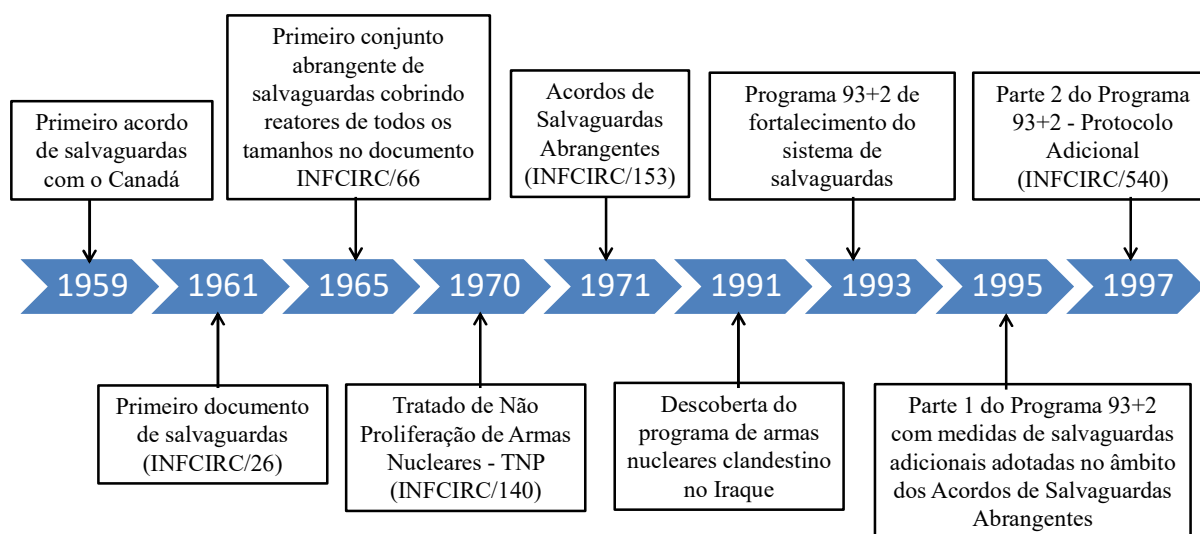 Primeiro acordo
de salvaguardas
com o Canadá
Primeiro conjunto
abrangente de
salvaguardas cobrindo
reatores de todos os
tamanhos no documento
INFCIRC/66
Acordos de
Salvaguardas
Abrangentes
(INFCIRC/153)
Programa 93+2 de
fortalecimento do
sistema de
salvaguardas
Parte 2 do Programa
93+2 - Protocolo
Adicional
(INFCIRC/540)
1959
1961
1965
1970
1971
1991
1993
1995
1997
Primeiro documento
de salvaguardas
(INFCIRC/26)
Tratado de Não
Proliferação de Armas
Nucleares - TNP
(INFCIRC/140)
Descoberta do
programa de armas
nucleares clandestino
no Iraque
Parte 1 do Programa 93+2
com medidas de salvaguardas
adicionais adotadas no âmbito
dos Acordos de Salvaguardas
Abrangentes